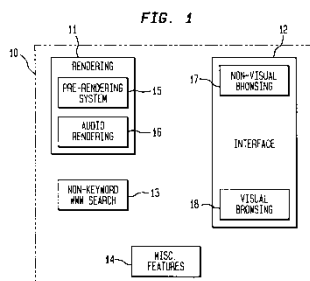 FIG. 1
10
11
12
RENDERING
PRE-RENDERING
SYSTEM
15
AUDIO
RENDERING
16
17
NON-VISUAL
BROWSING
INTERFACE
NON-KEYWORD
WWW SEARCH
13
18
VISUAL
BROWSING
14
MISC.
FEATURES